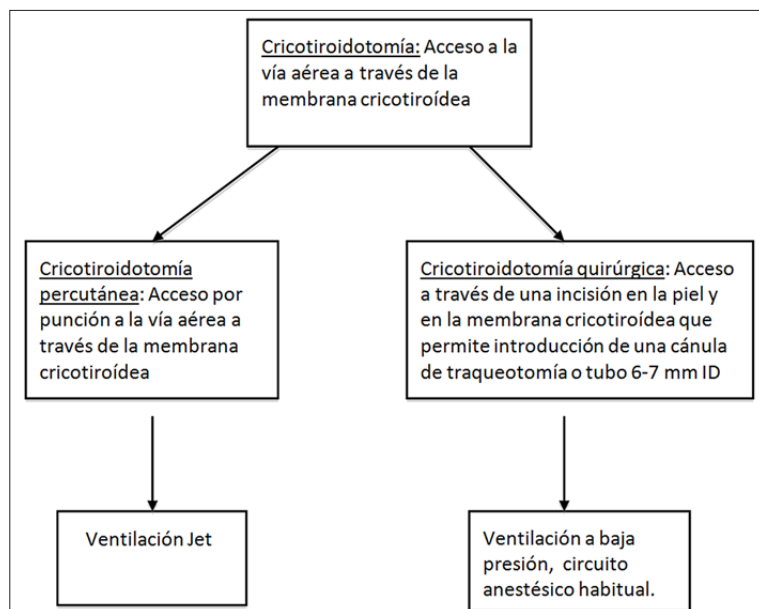 Cricotiroidotomía: Acceso a la
vía aérea a través de la
membrana cricotiroídea
Cricotiroidotomía
percutánea: Acceso por
punción a la vía aérea a
través de la membrana
cricotiroídea
Cricotiroidotomía quirúrgica: Acceso
a través de una incisión en la piel y
en la membrana cricotiroídea que
permite introducción de una cánula
de traqueotomía o tubo 6-7 mm ID
Ventilación Jet
Ventilación a baja
presión, circuito
anestésico habitual.